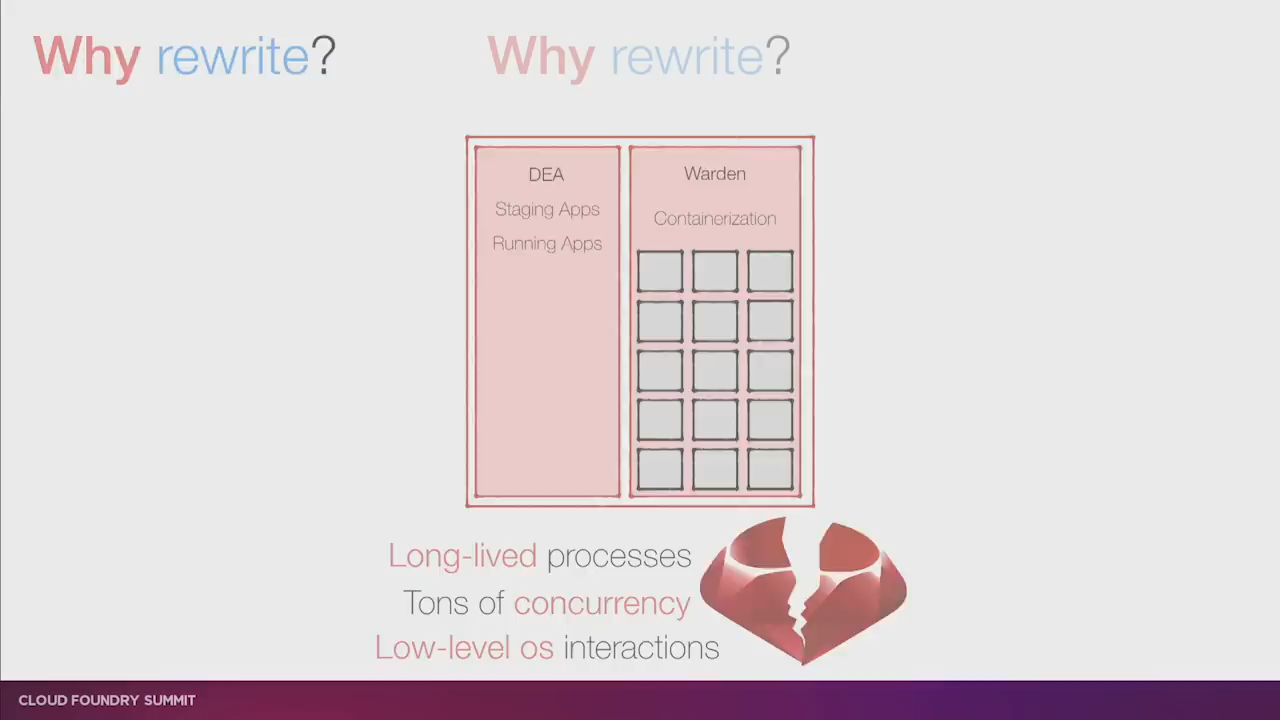 Why rewrite?
Why rewrite?
DEA
Staging Apps
Running Apps
Warden
Containerization
Long-lived processes
Tons of concurrency
Low-level os interactions
CLOUD FOUNDRY SUMMIT